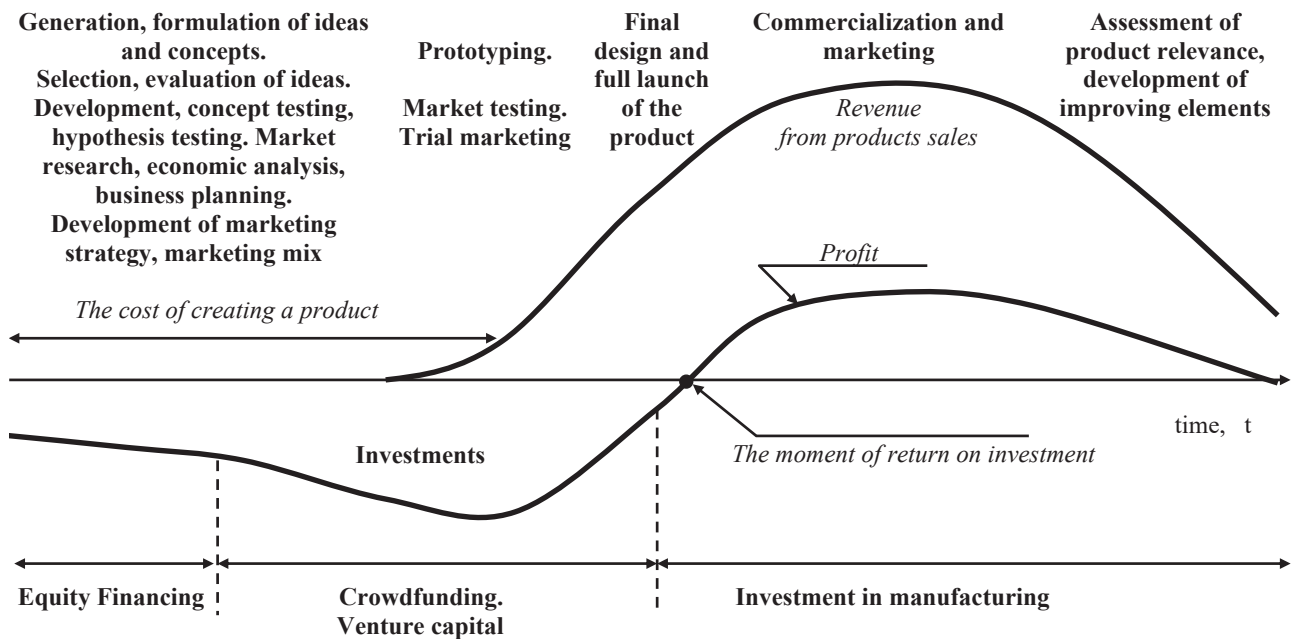 Generation, formulation of ideas
and concepts.
Selection, evaluation of ideas.
Development, concept testing,
hypothesis testing. Market
research, economic analysis,
business planning.
Development of marketing
strategy, marketing mix
Prototyping.
Market testing.
Trial marketing
Final
design and
full launch
of the
product
Commercialization and
marketing
Assessment of
product relevance,
development of
improving elements
Revenue
from products sales
Profit
The cost of creating a product
time, t
Investments
The moment of return on investment
Equity Financing
Crowdfunding.
Venture capital
Investment in manufacturing